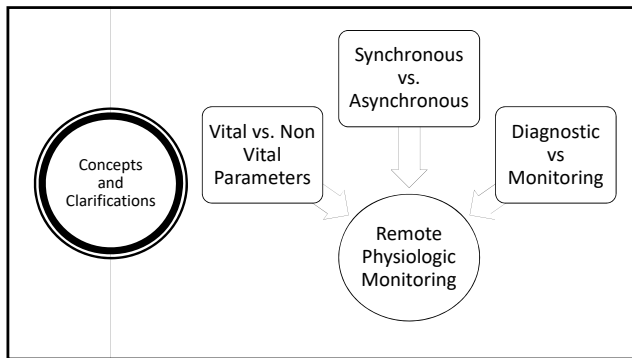 Concepts
and
Clarifications
Vital vs. Non
Vital
Parameters
Synchronous
vs.
Asynchronous
Diagnostic
vs
Monitoring
Remote
Physiologic
Monitoring